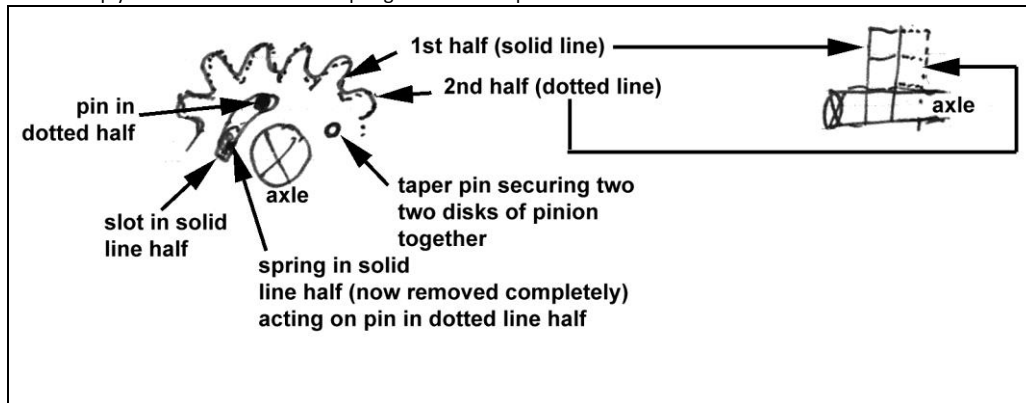 1st half (solid line)
2nd half (dotted line)
pin in
dotted half
axle
axle
taper pin securing two
two disks of pinion
together
slot in solid
line half
spring in solid
line half (now removed completely)
acting on pin in dotted line half